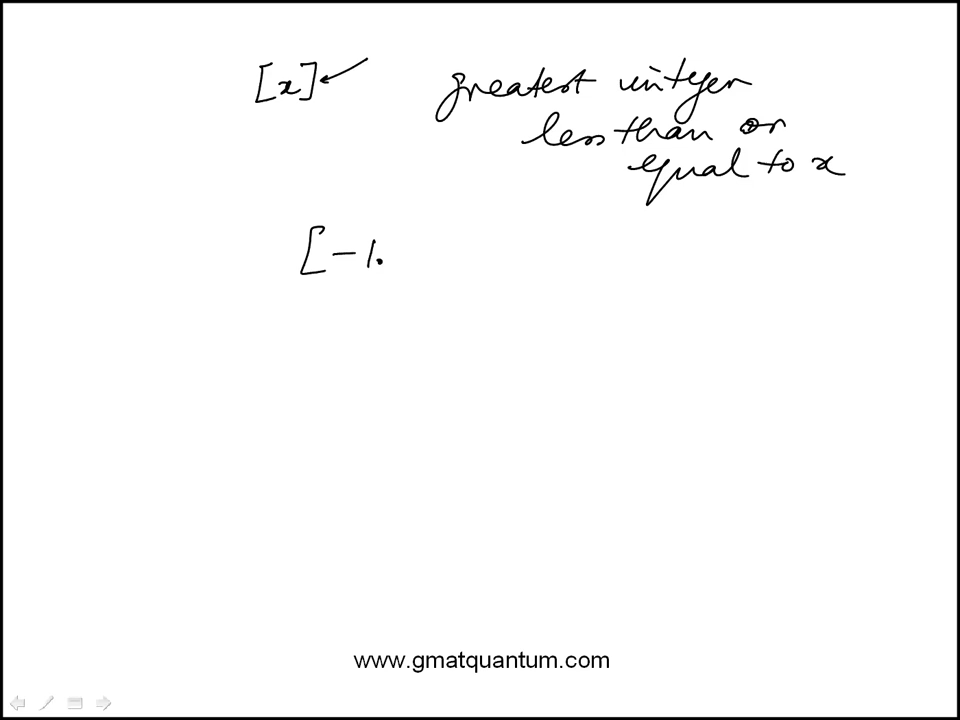 [x] greatest integer
less than or
equal to x
[-1.
www.gmatquantum.com